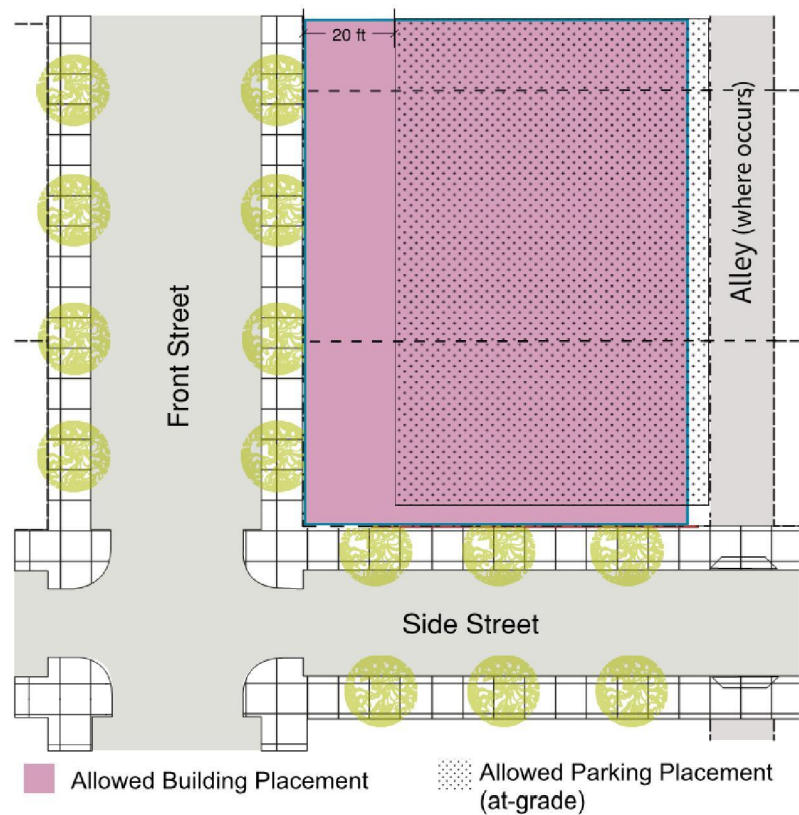 20 ft
Front Street
Alley (where occurs)
Side Street
Allowed Building Placement
Allowed Parking Placement
(at-grade)